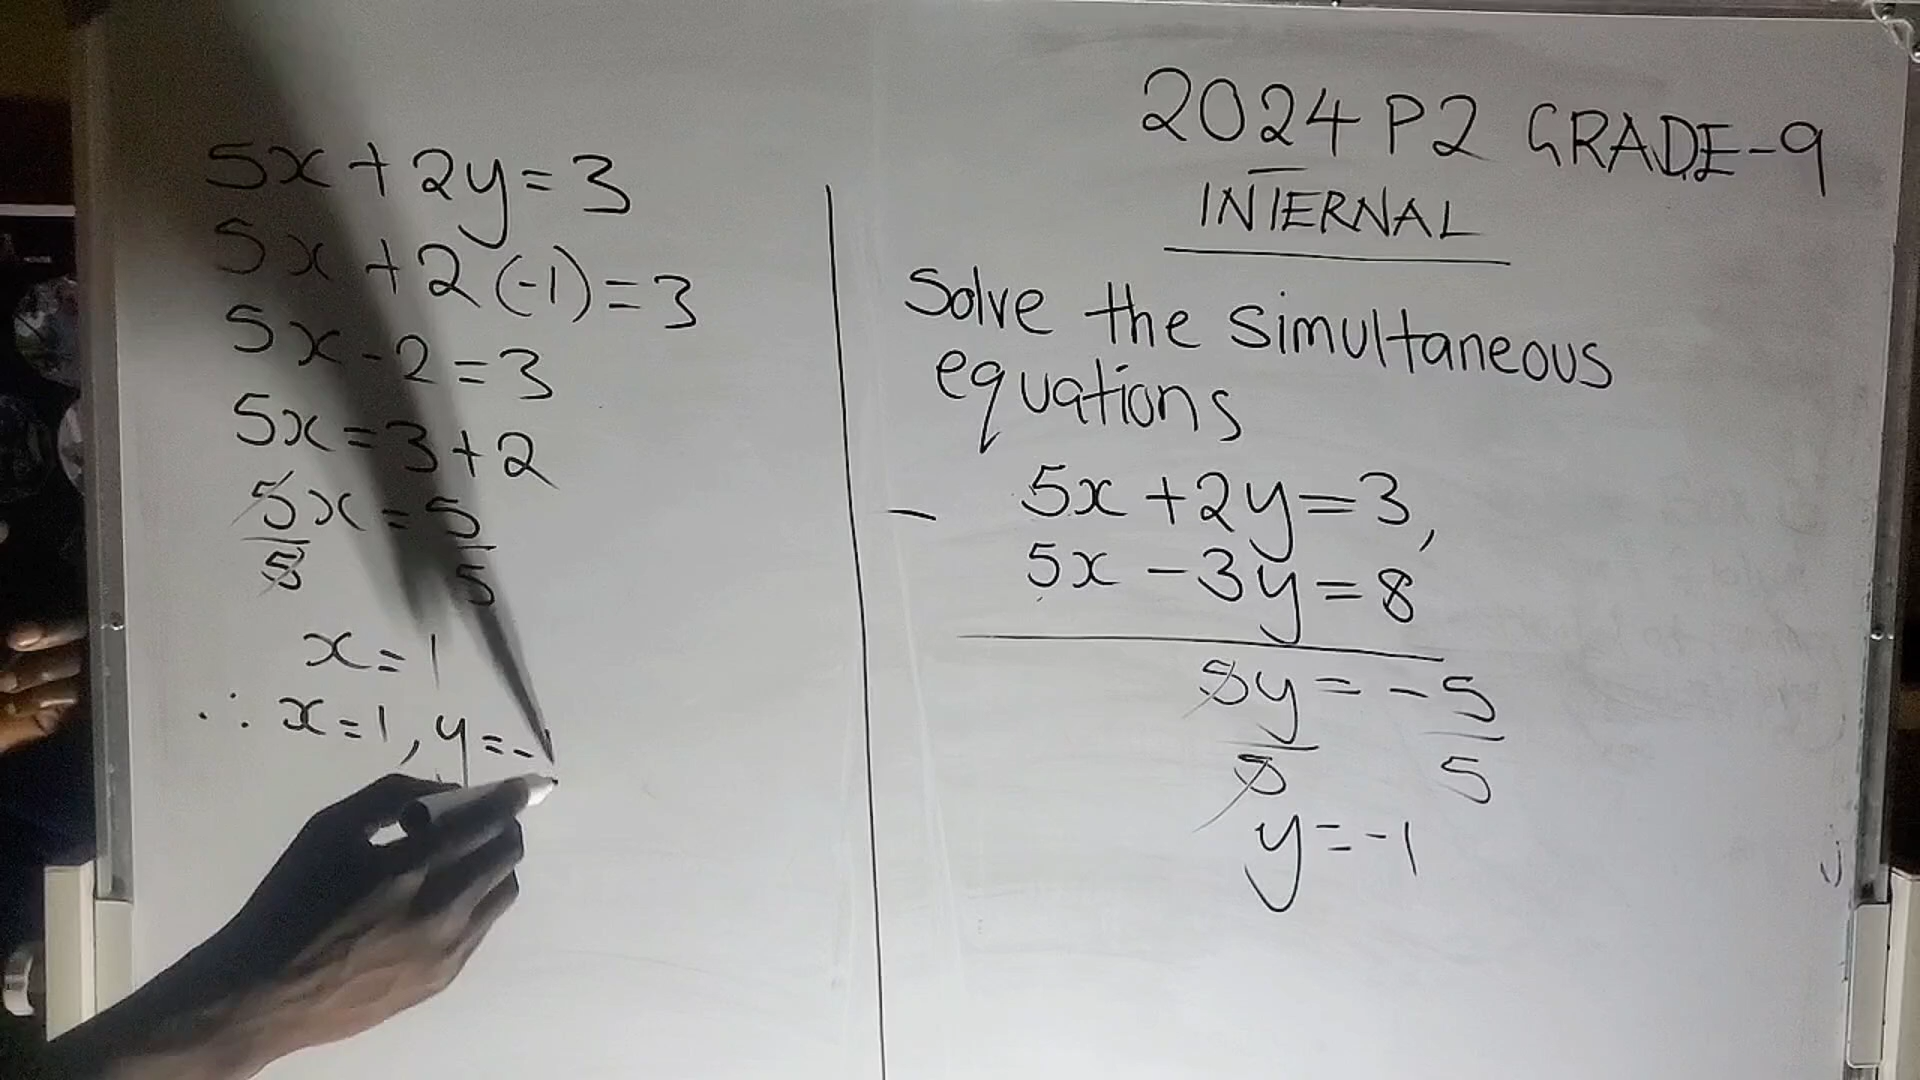 2024 P2 GRADE-9
INTERNAL
Solve the simultaneous
equations
- 5x + 2y = 3,
5x - 3y = 8
5y = -5
5 5
y = -1
5x + 2y = 3
5x + 2(-1) = 3
5x - 2 = 3
5x = 3 + 2
5x = 5
5 5
x = 1
∴ x = 1, y = -1